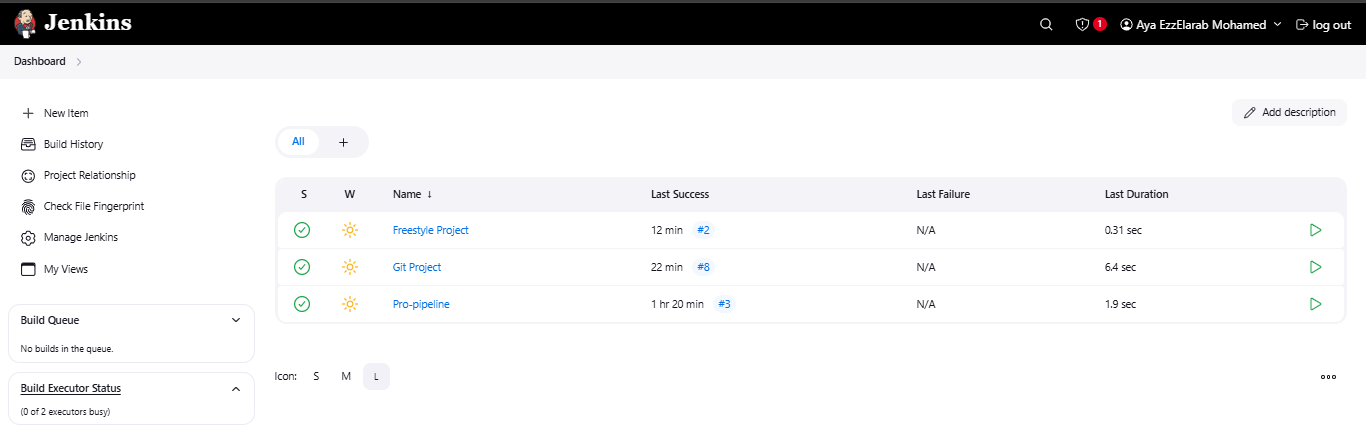 Jenkins
1 Aya EzzElarab Mohamed log out
Dashboard
New Item
Build History
Project Relationship
Check File Fingerprint
Manage Jenkins
My Views
Build Queue
No builds in the queue.
Build Executor Status
(0 of 2 executors busy)
Add description
All +
S W Name ↓ Last Success Last Failure Last Duration
Freestyle Project 12 min #2 N/A 0.31 sec
Git Project 22 min #8 N/A 6.4 sec
Pro-pipeline 1 hr 20 min #3 N/A 1.9 sec
Icon: S M L